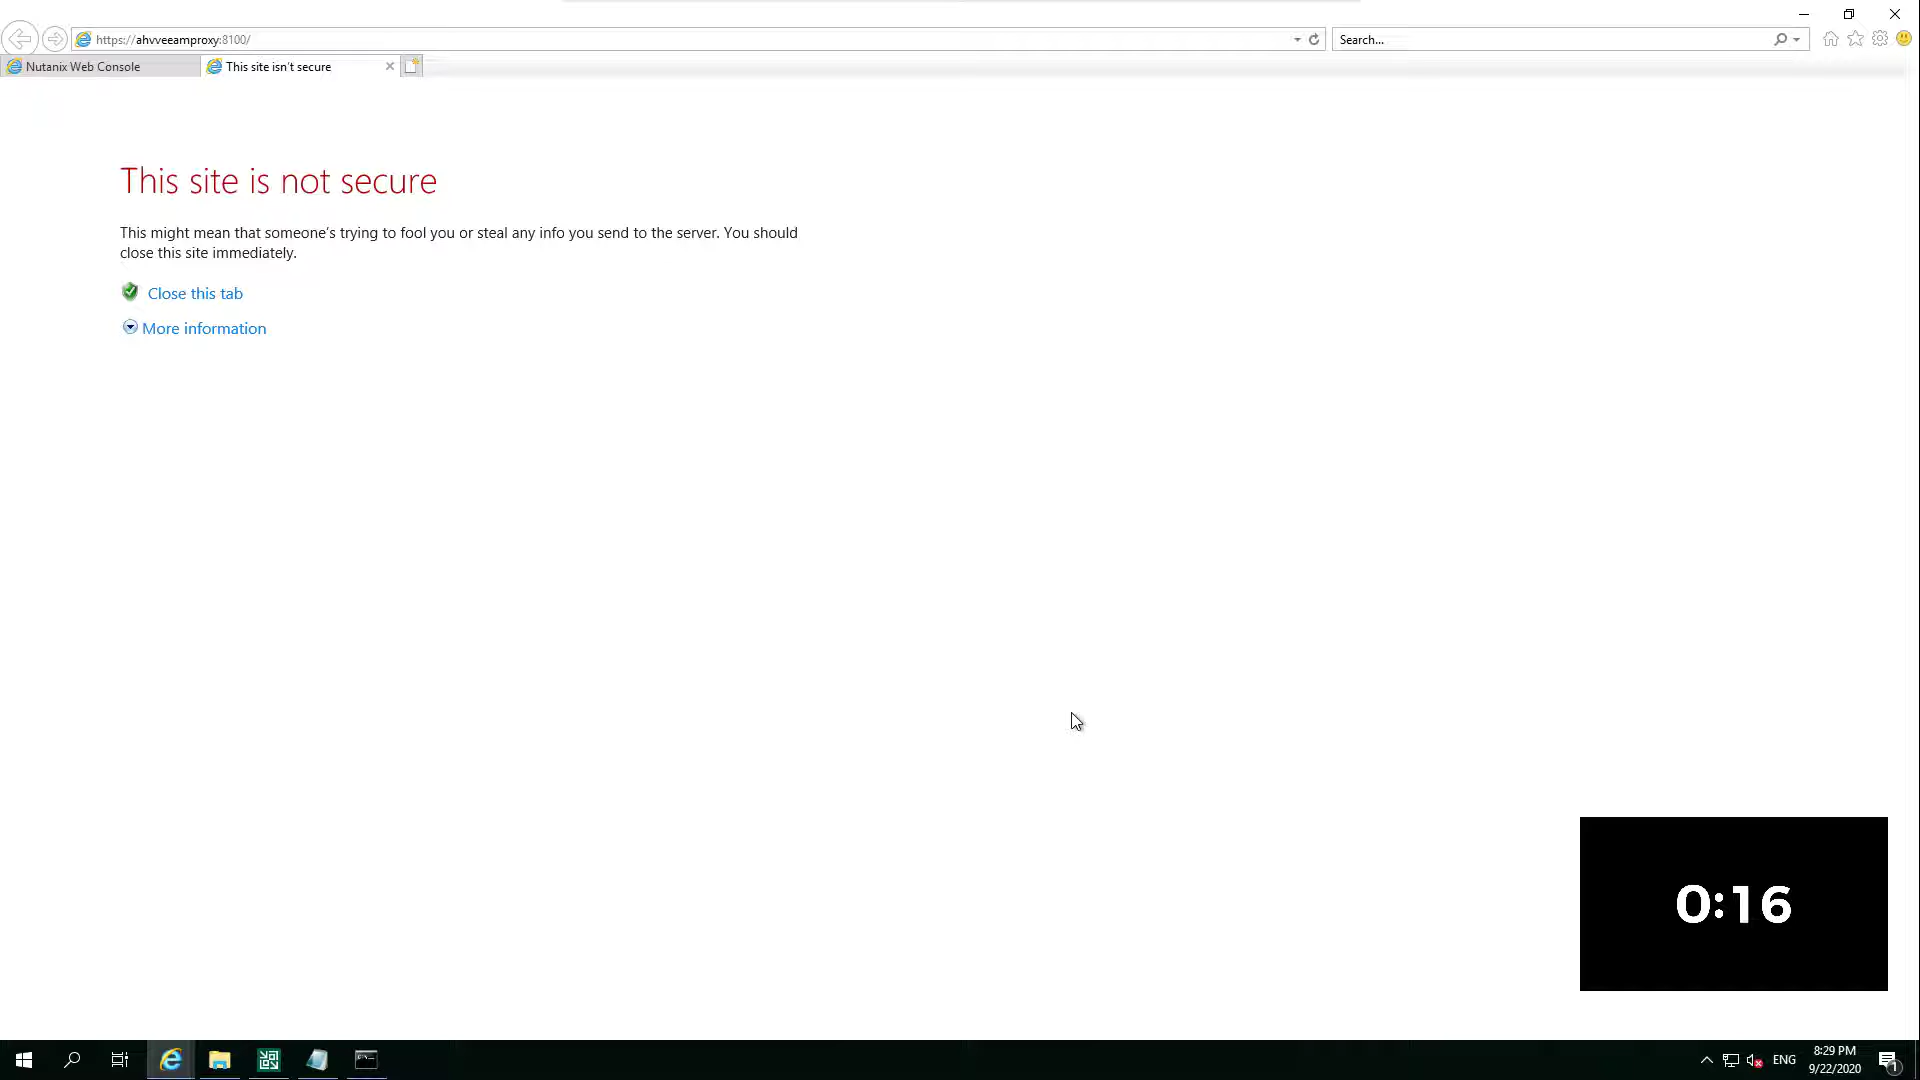 https://ahvveeamproxy:8100/
Search...
Nutanix Web Console
This site isn't secure
This site is not secure
This might mean that someone's trying to fool you or steal any info you send to the server. You should
close this site immediately.
Close this tab
More information
0:16
ENG
8:29 PM
9/22/2020
1